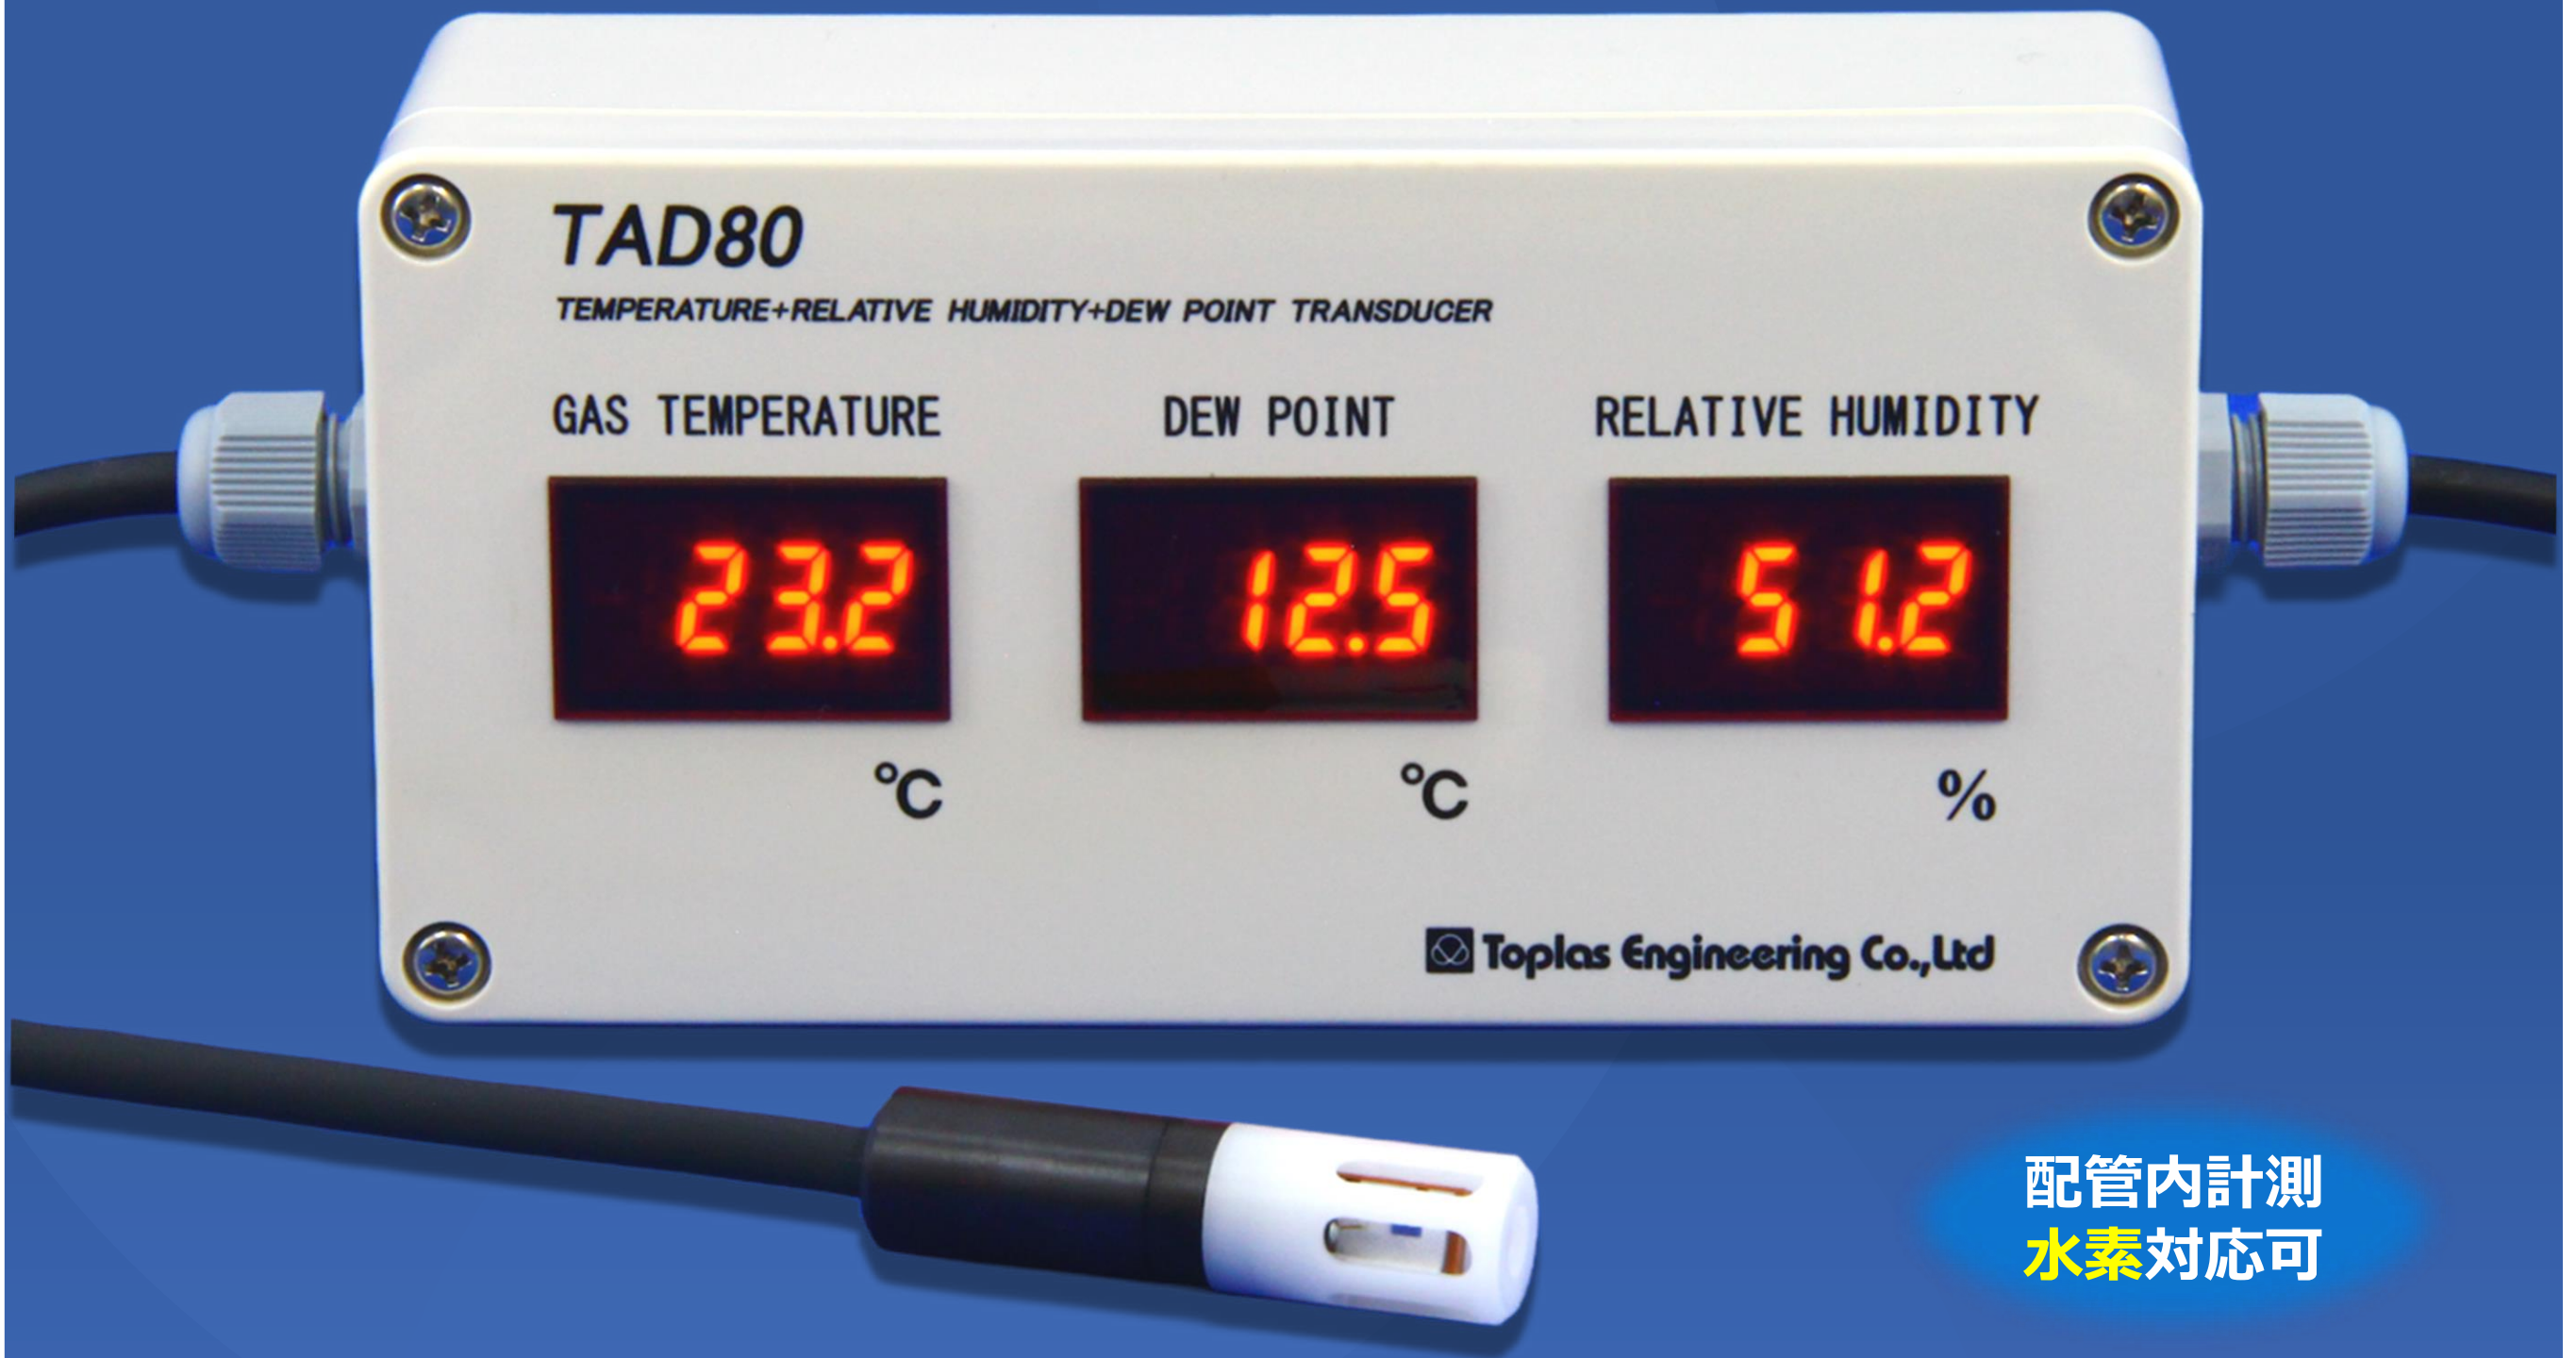 TAD80
TEMPERATURE+RELATIVE HUMIDITY+DEW POINT TRANSDUCER
GAS TEMPERATURE DEW POINT RELATIVE HUMIDITY
23.2 12.5 51.2
℃ ℃ %
Toplas Engineering Co.,Ltd
配管内計測
水素対応可